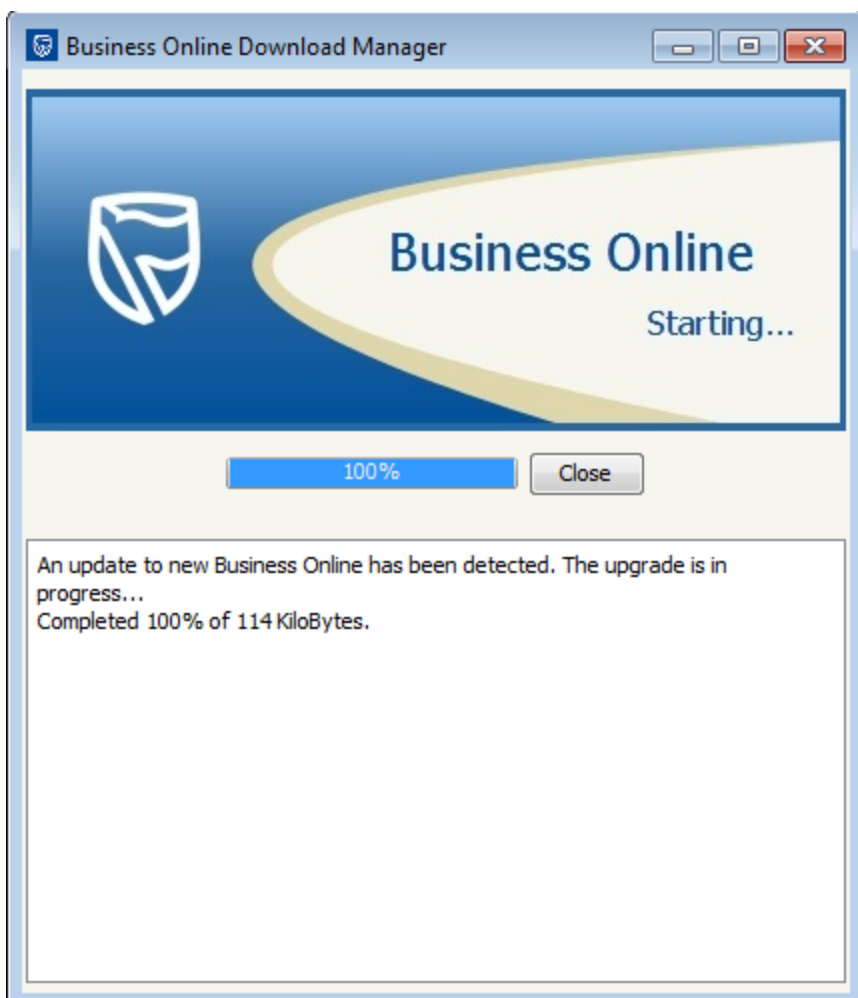 Business Online Download Manager
Business Online
Starting...
100%
Close
An update to new Business Online has been detected. The upgrade is in
progress...
Completed 100% of 114 KiloBytes.